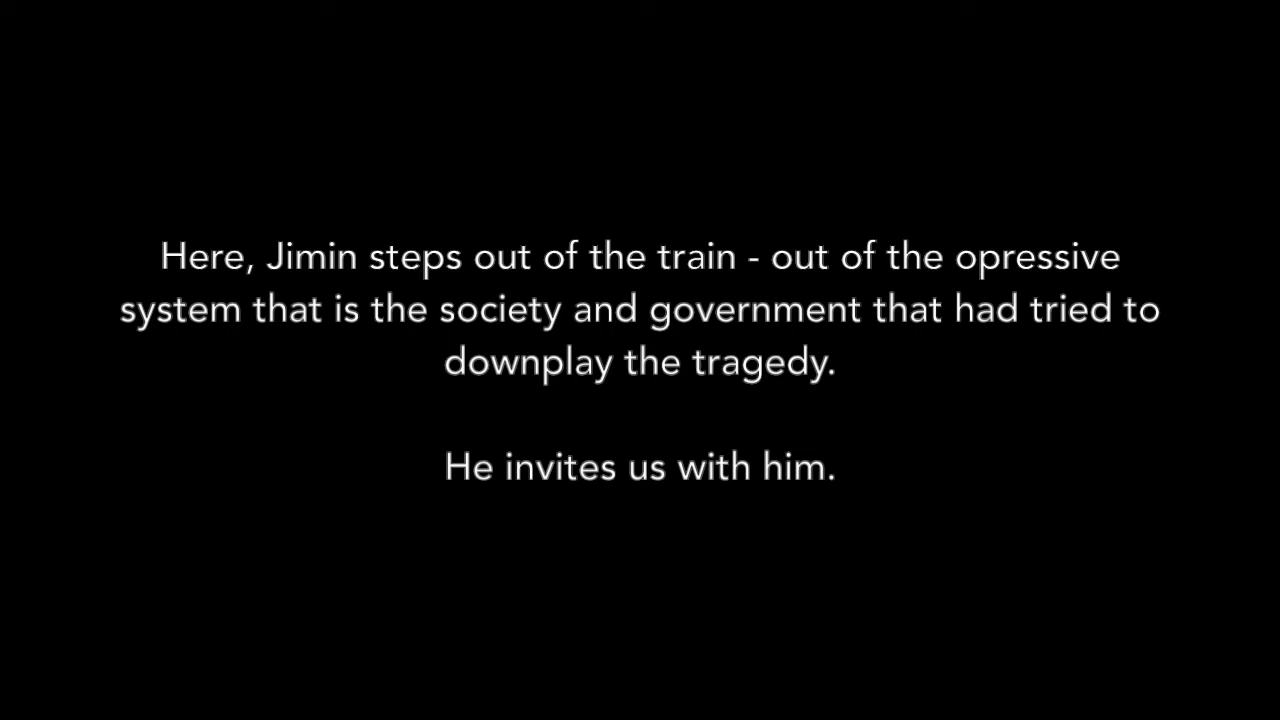 Here, Jimin steps out of the train - out of the opressive
system that is the society and government that had tried to
downplay the tragedy.
He invites us with him.